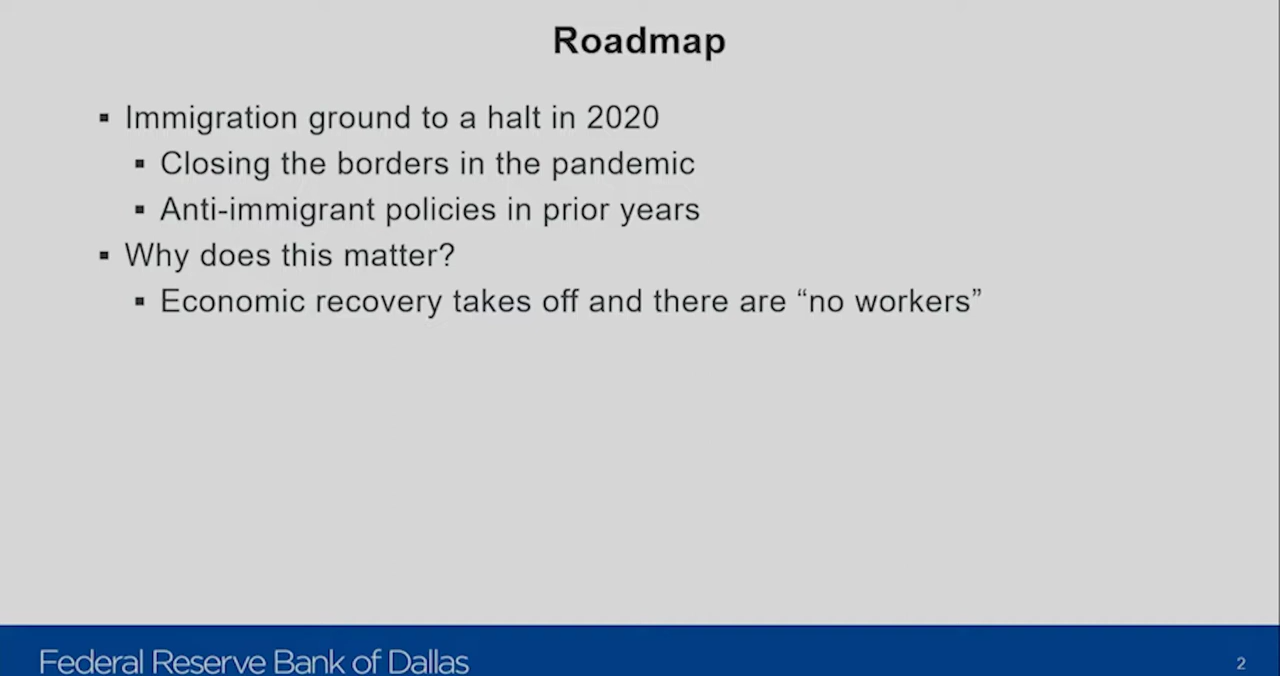 Roadmap
▪ Immigration ground to a halt in 2020
▪ Closing the borders in the pandemic
▪ Anti-immigrant policies in prior years
▪ Why does this matter?
▪ Economic recovery takes off and there are “no workers”
Federal Reserve Bank of Dallas
2